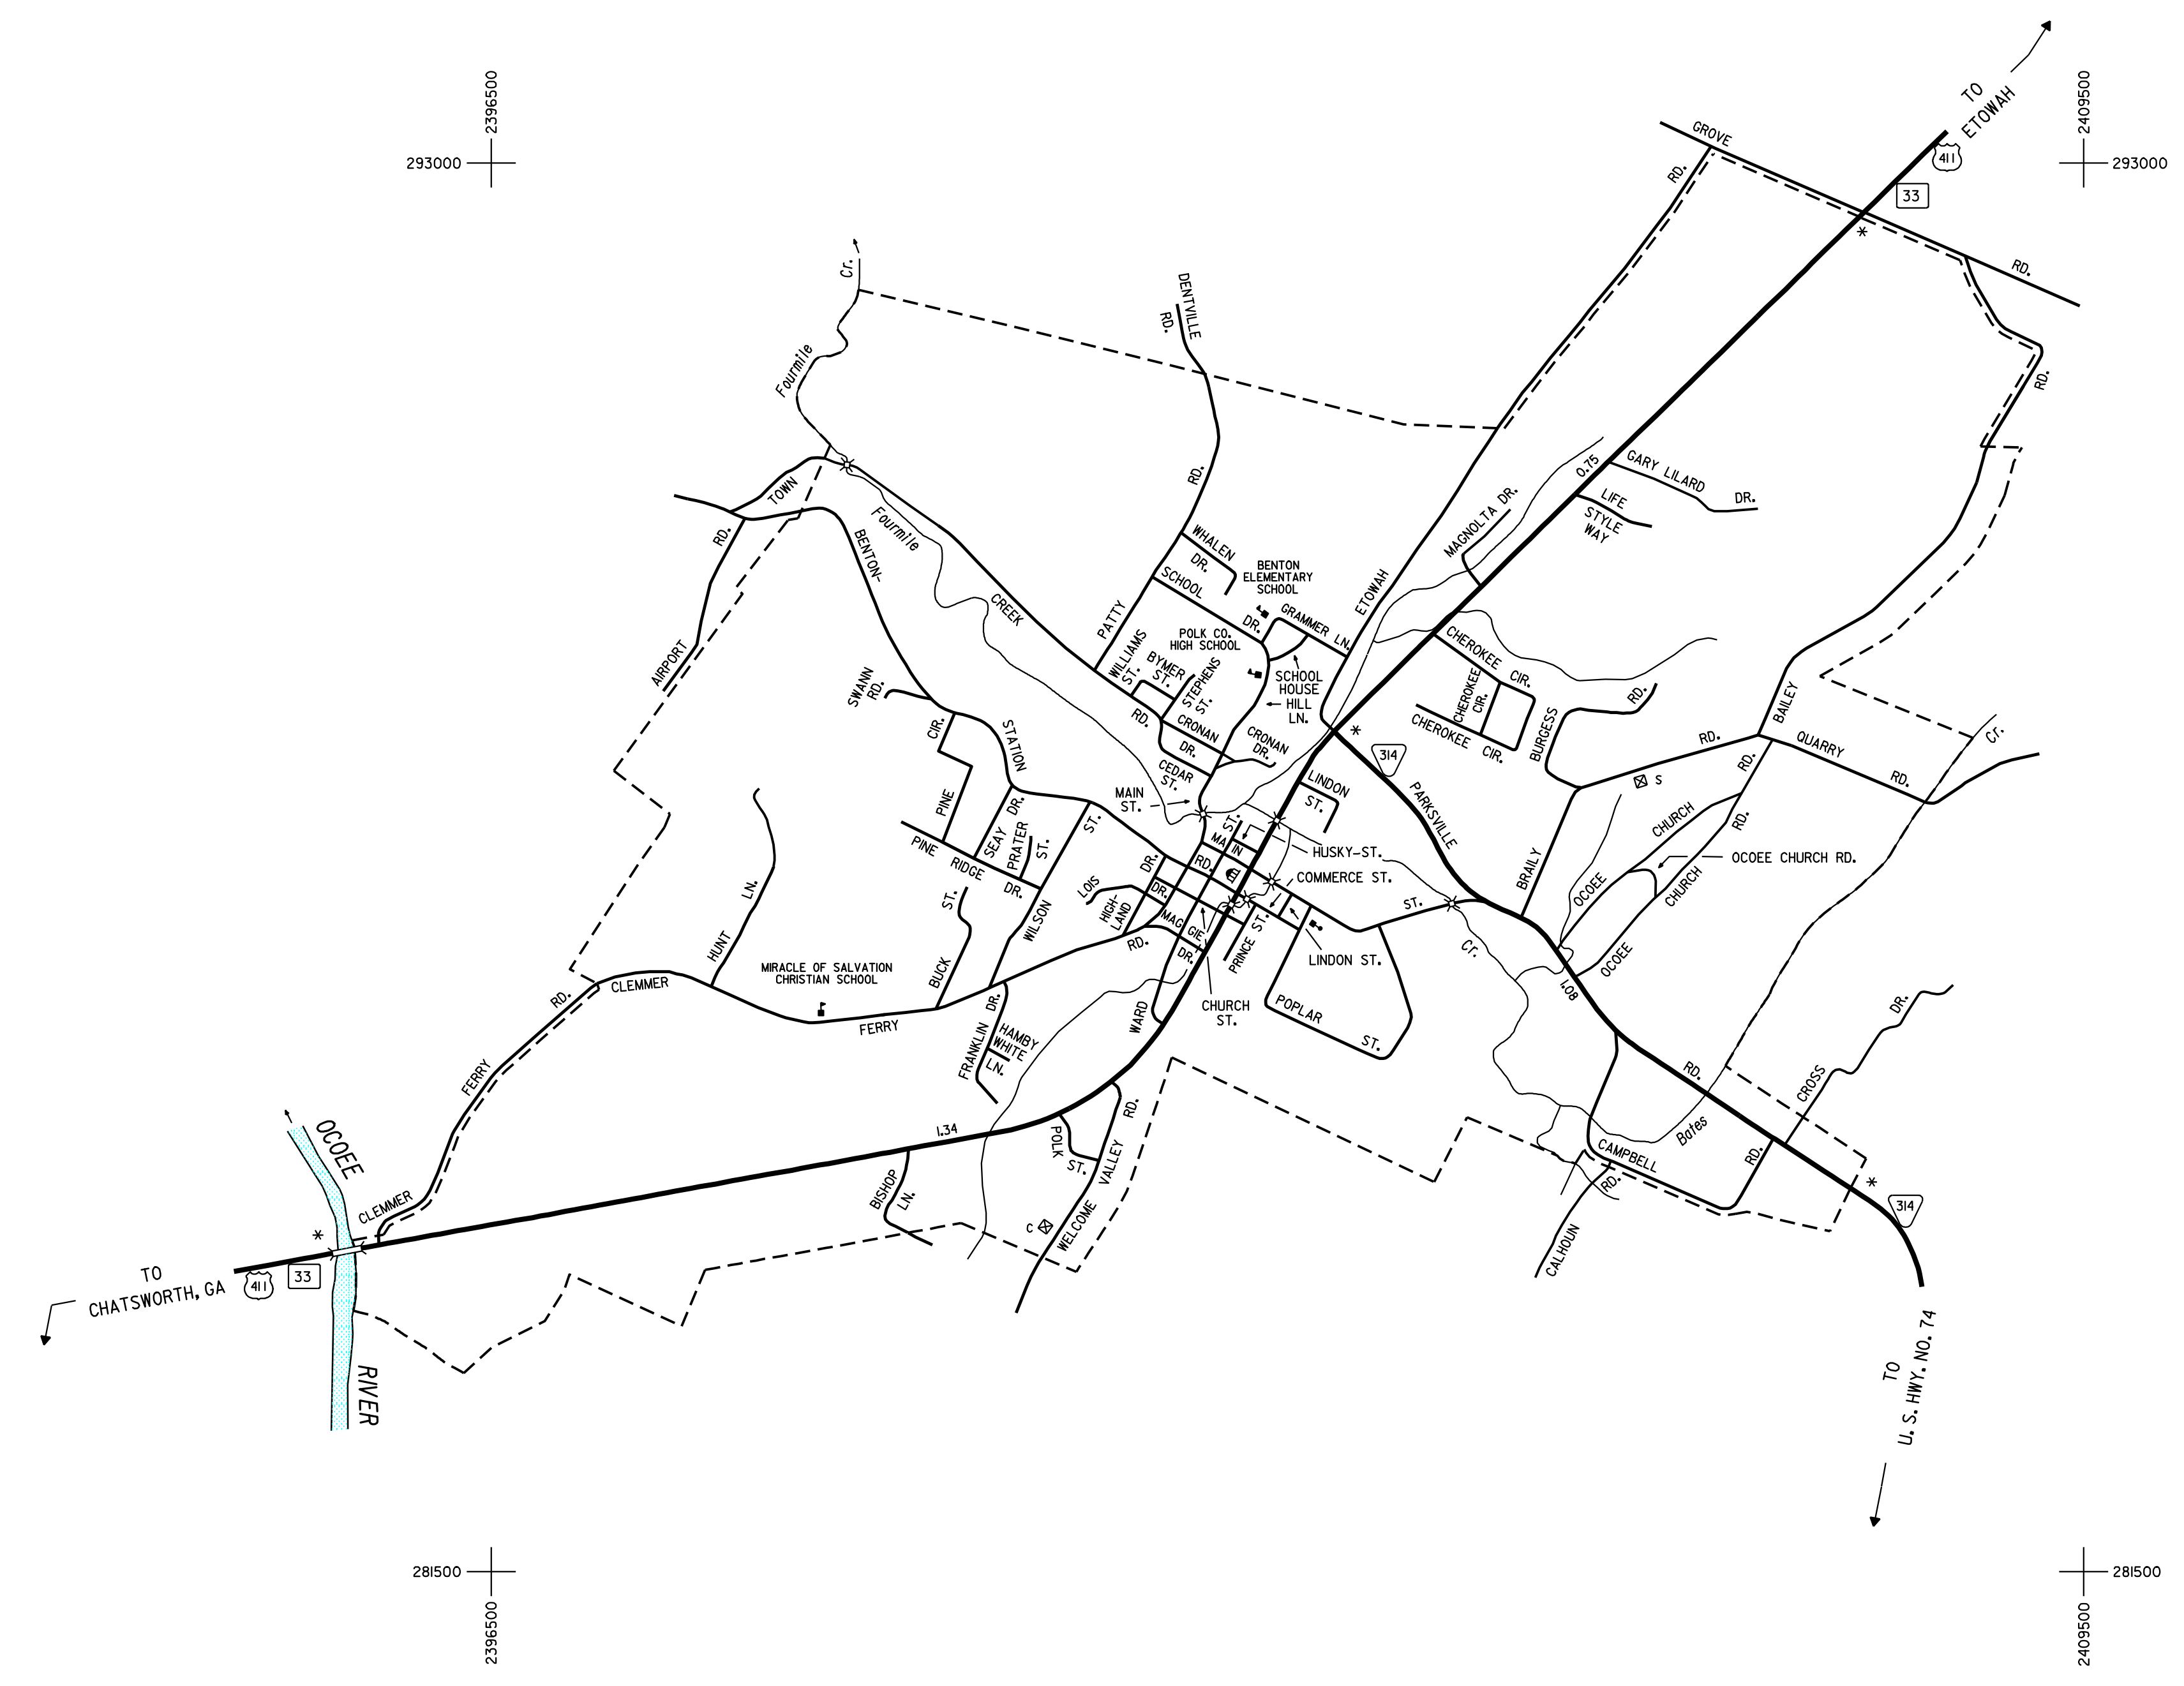 2396500
293000
2409500
293000
TO
ETOWAH
411
33
GROVE
RD.
RD.
RD.
Cr.
Fourmile
DENTVILLE
RD.
RD.
0.75
GARY LILARD
DR.
LIFE
STYLE
WAY
MAGNOLTA DR.
TOWN
RD.
BENTON-
Fourmile
CREEK
WHALEN
DR.
SCHOOL
DR.
BENTON
ELEMENTARY
SCHOOL
GRAMMER LN.
ETOWAH
PATTY
POLK CO.
HIGH SCHOOL
WILLIAMS
ST.
BYMER
ST.
STEPHENS
ST.
SCHOOL
HOUSE
HILL
LN.
CHEROKEE
CIR.
CHEROKEE
CIR.
CHEROKEE
CIR.
BURGESS
RD.
BAILEY
AIRPORT
SWANN
RD.
RD.
CRONAN
DR.
CRONAN
DR.
CIR.
STATION
314
RD.
QUARRY
RD.
Cr.
CEDAR
ST.
LINDON
ST.
S
RD.
MAIN
ST.
PARKSVILLE
PINE
SEAY
DR.
PRATER
ST.
ST.
ST.
MAIN
CHURCH
RD.
PINE
RIDGE
DR.
DR.
RD.
HUSKY-ST.
OCOEE CHURCH RD.
COMMERCE ST.
BRAILY
LOIS
DR.
HIGH-
LAND
HUNT
LN.
ST.
WILSON
MAGGIE
DR.
PRINCE ST.
ST.
OCOEE
CHURCH
Cr.
RD.
LINDON ST.
OCOEE
MIRACLE OF SALVATION
CHRISTIAN SCHOOL
BUCK
RD.
CLEMMER
FERRY
FRANKLIN
DR.
HAMBY
WHITE
LN.
WARD
CHURCH
ST.
POPLAR
ST.
1.08
DR.
FERRY
RD.
CROSS
OCOEE
1.34
POLK
ST.
RD.
VALLEY
Bates
CAMPBELL
RD.
RD.
CLEMMER
BISHOP
LN.
C
WELCOME
CALHOUN
314
TO
CHATSWORTH, GA
411
33
RIVER
TO
U. S. HWY. NO. 74
281500
2396500
281500
2409500